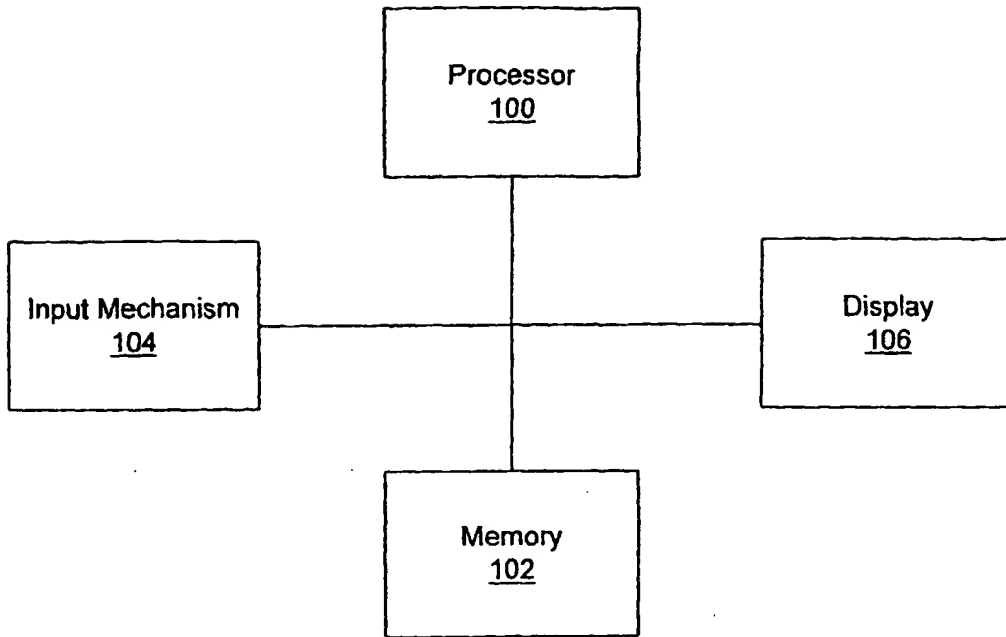 Processor
100
Input Mechanism
104
Display
106
Memory
102